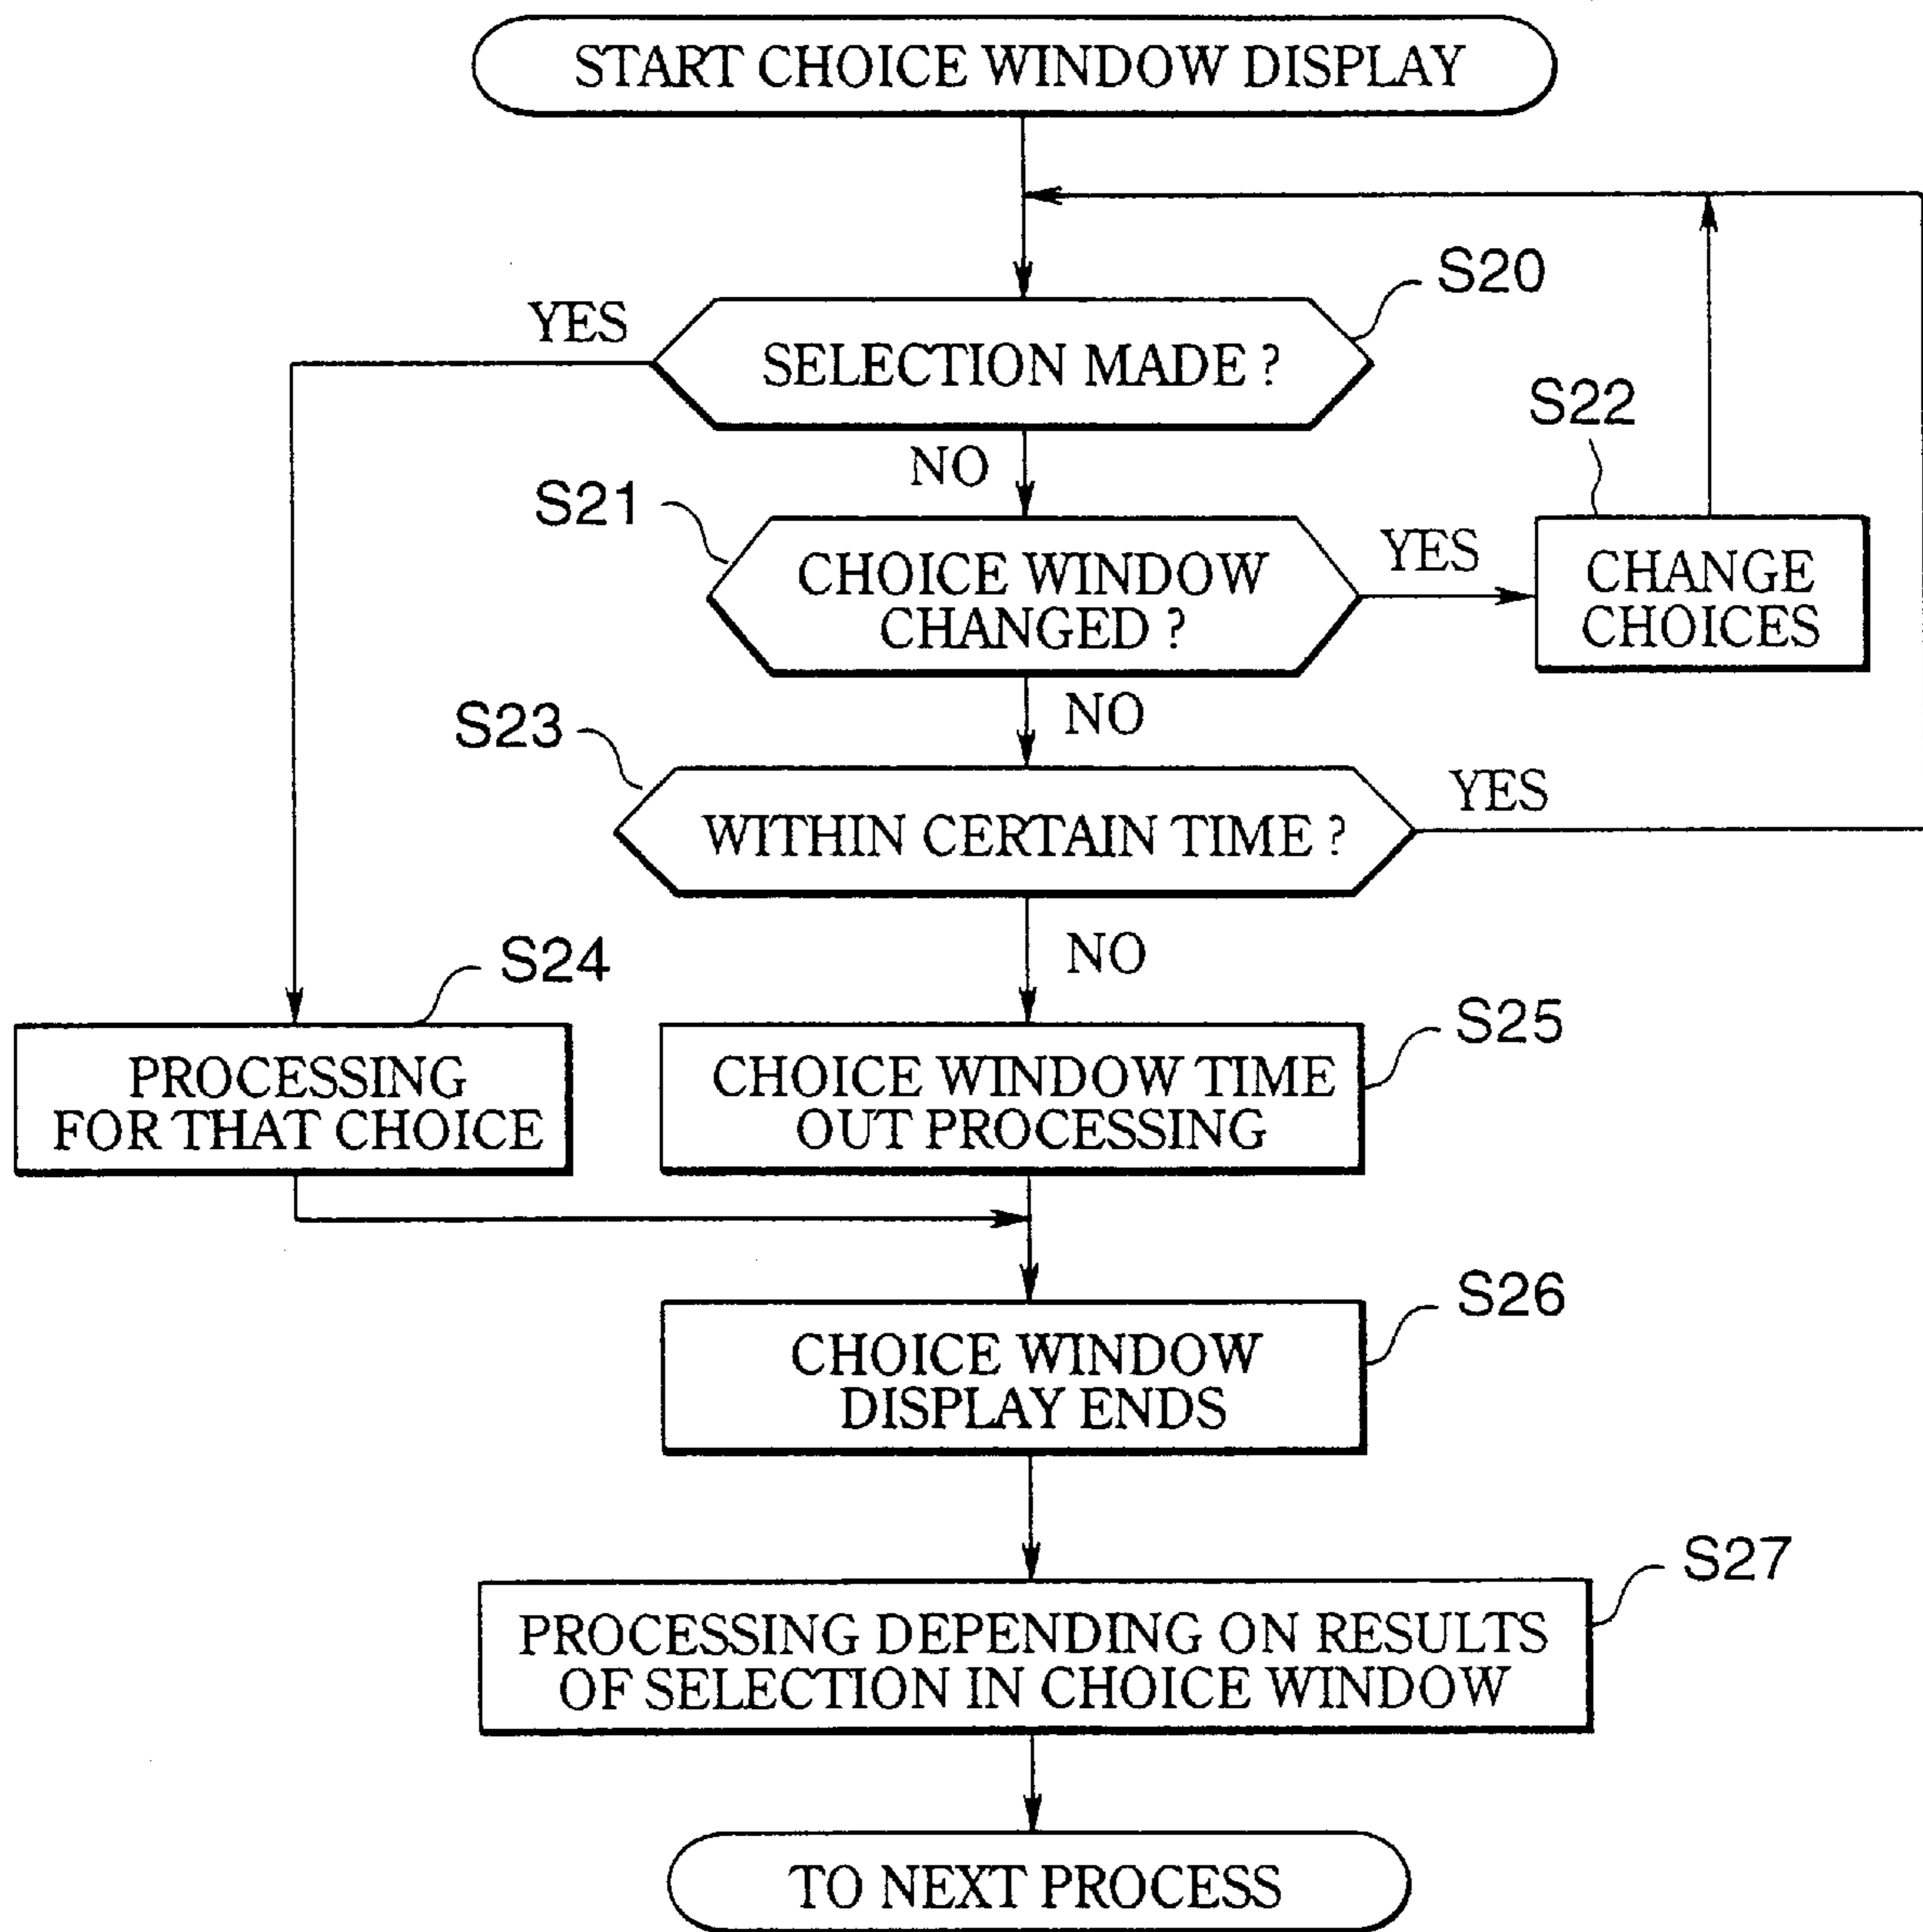 START CHOICE WINDOW DISPLAY
S20
YES
SELECTION MADE ?
S22
NO
S21
CHOICE WINDOW
CHANGED ?
YES
CHANGE
CHOICES
NO
S23
YES
WITHIN CERTAIN TIME ?
NO
S24
S25
PROCESSING
FOR THAT CHOICE
CHOICE WINDOW TIME
OUT PROCESSING
S26
CHOICE WINDOW
DISPLAY ENDS
S27
PROCESSING DEPENDING ON RESULTS
OF SELECTION IN CHOICE WINDOW
TO NEXT PROCESS